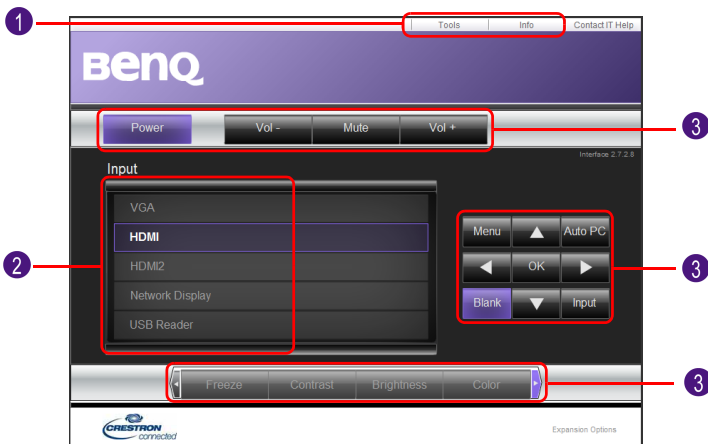 1
Tools Info Contact IT Help
BenQ
Power Vol - Mute Vol + 3
Interface 2.7.2.8
Input
VGA
HDMI
HDMI2
Network Display
USB Reader
2
Menu Auto PC
OK 3
Blank Input
Freeze Contrast Brightness Color 3
CRESTRON
connected
Expansion Options